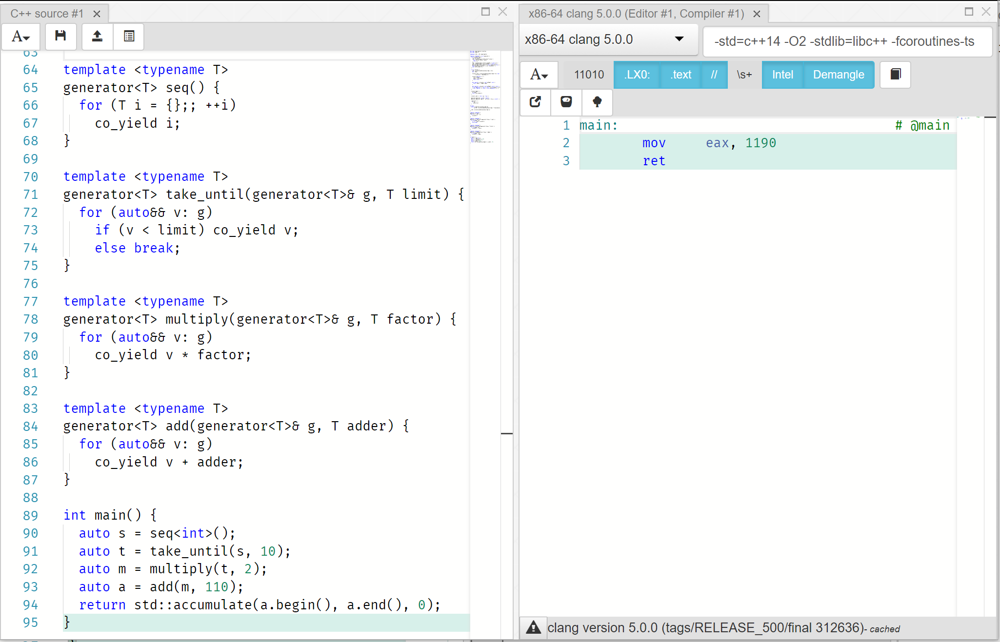 C++ source #1
A
63
64 template <typename T>
65 generator<T> seq() {
66   for (T i = {};; ++i)
67     co_yield i;
68 }
69
70 template <typename T>
71 generator<T> take_until(generator<T>& g, T limit) {
72   for (auto&& v: g)
73     if (v < limit) co_yield v;
74     else break;
75 }
76
77 template <typename T>
78 generator<T> multiply(generator<T>& g, T factor) {
79   for (auto&& v: g)
80     co_yield v * factor;
81 }
82
83 template <typename T>
84 generator<T> add(generator<T>& g, T adder) {
85   for (auto&& v: g)
86     co_yield v + adder;
87 }
88
89 int main() {
90   auto s = seq<int>();
91   auto t = take_until(s, 10);
92   auto m = multiply(t, 2);
93   auto a = add(m, 110);
94   return std::accumulate(a.begin(), a.end(), 0);
95 }
x86-64 clang 5.0.0 (Editor #1, Compiler #1)
x86-64 clang 5.0.0 -std=c++14 -O2 -stdlib=libc++ -fcoroutines-ts
A 11010 .LX0: .text // \s+ Intel Demangle
1 main: # @main
2 mov eax, 1190
3 ret
clang version 5.0.0 (tags/RELEASE_500/final 312636)- cached